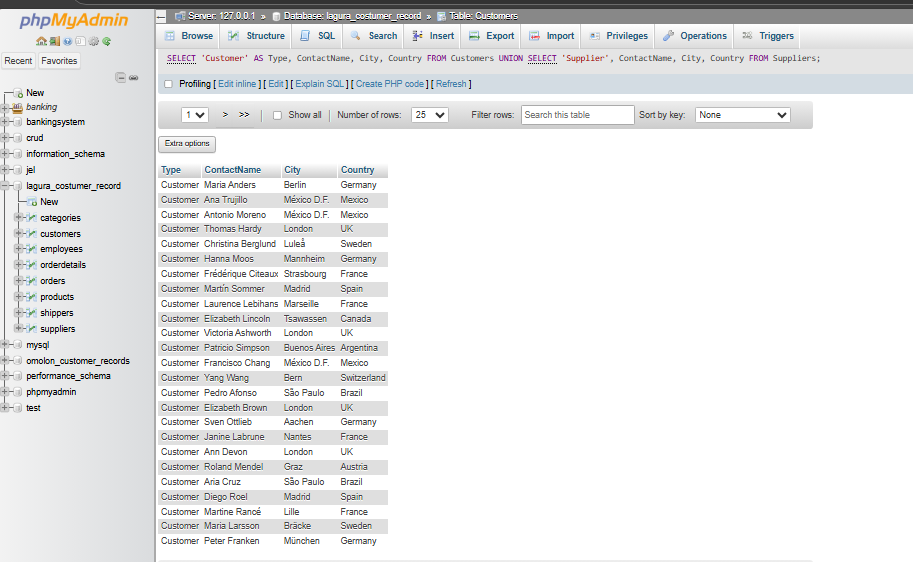 phpMyAdmin
Recent Favorites
New
banking
bankingsystem
crud
information_schema
jel
lagura_costumer_record
New
categories
customers
employees
orderdetails
orders
products
shippers
suppliers
mysql
omolon_customer_records
performance_schema
phpmyadmin
test
Server: 127.0.0.1 » Database: lagura_costumer_record » Table: Customers
Browse Structure SQL Search Insert Export Import Privileges Operations Triggers
SELECT 'Customer' AS Type, ContactName, City, Country FROM Customers UNION SELECT 'Supplier', ContactName, City, Country FROM Suppliers;
Profiling [ Edit inline ] [ Edit ] [ Explain SQL ] [ Create PHP code ] [ Refresh ]
1 > >> Show all Number of rows: 25 Filter rows: Search this table Sort by key: None
Extra options
Type ContactName City Country
Customer Maria Anders Berlin Germany
Customer Ana Trujillo México D.F. Mexico
Customer Antonio Moreno México D.F. Mexico
Customer Thomas Hardy London UK
Customer Christina Berglund Luleå Sweden
Customer Hanna Moos Mannheim Germany
Customer Frédérique Citeaux Strasbourg France
Customer Martín Sommer Madrid Spain
Customer Laurence Lebihans Marseille France
Customer Elizabeth Lincoln Tsawassen Canada
Customer Victoria Ashworth London UK
Customer Patricio Simpson Buenos Aires Argentina
Customer Francisco Chang México D.F. Mexico
Customer Yang Wang Bern Switzerland
Customer Pedro Afonso São Paulo Brazil
Customer Elizabeth Brown London UK
Customer Sven Ottlieb Aachen Germany
Customer Janine Labrune Nantes France
Customer Ann Devon London UK
Customer Roland Mendel Graz Austria
Customer Aria Cruz São Paulo Brazil
Customer Diego Roel Madrid Spain
Customer Martine Rancé Lille France
Customer Maria Larsson Bräcke Sweden
Customer Peter Franken München Germany